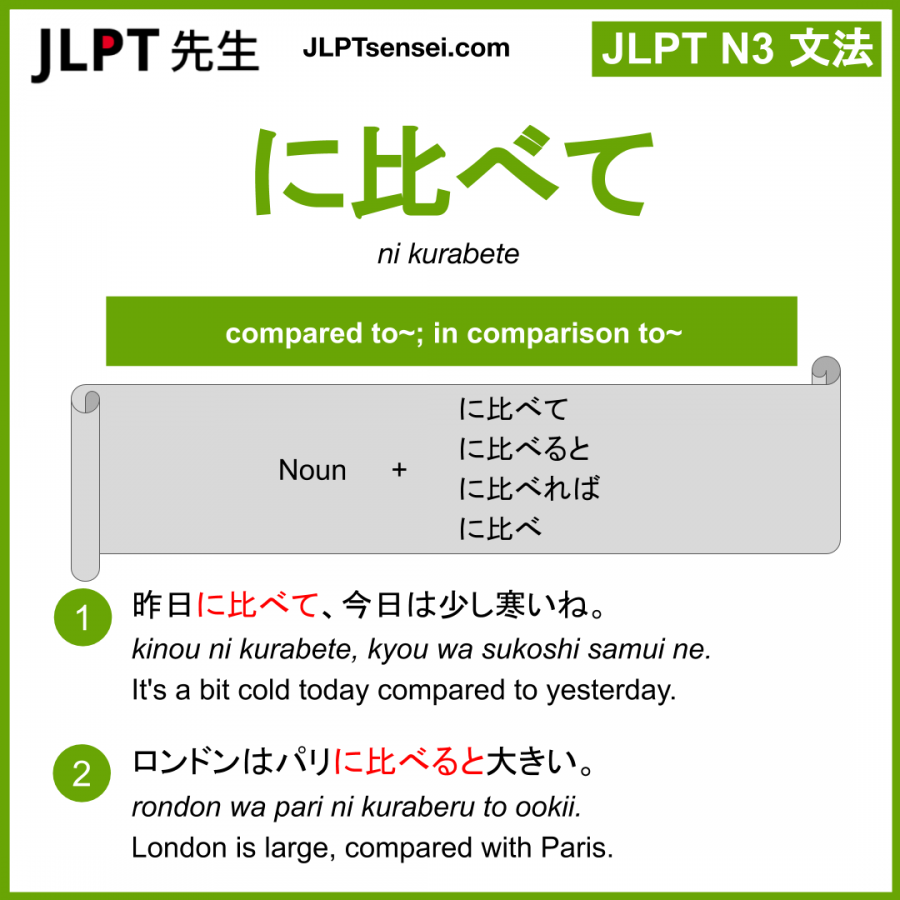 JLPT 先生
JLPTsensei.com
JLPT N3 文法
に比べて
ni kurabete
compared to~; in comparison to~
Noun +
に比べて
に比べると
に比べれば
に比べ
1
昨日に比べて、今日は少し寒いね。
kinou ni kurabete, kyou wa sukoshi samui ne.
It's a bit cold today compared to yesterday.
2
ロンドンはパリに比べると大きい。
rondon wa pari ni kuraberu to ookii.
London is large, compared with Paris.